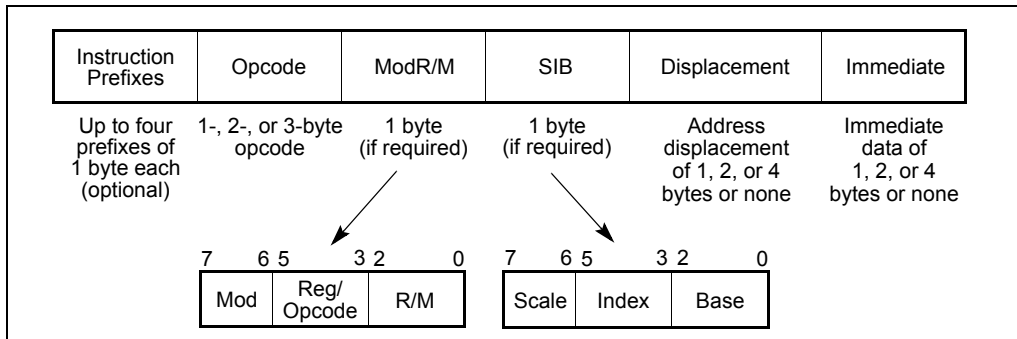 Instruction Prefixes
Opcode
ModR/M
SIB
Displacement
Immediate
Up to four
prefixes of
1 byte each
(optional)
1-, 2-, or 3-byte
opcode
1 byte
(if required)
1 byte
(if required)
Address
displacement
of 1, 2, or 4
bytes or none
Immediate
data of
1, 2, or 4
bytes or none
7 6 5 3 2 0
Mod
Reg/
Opcode
R/M
7 6 5 3 2 0
Scale
Index
Base